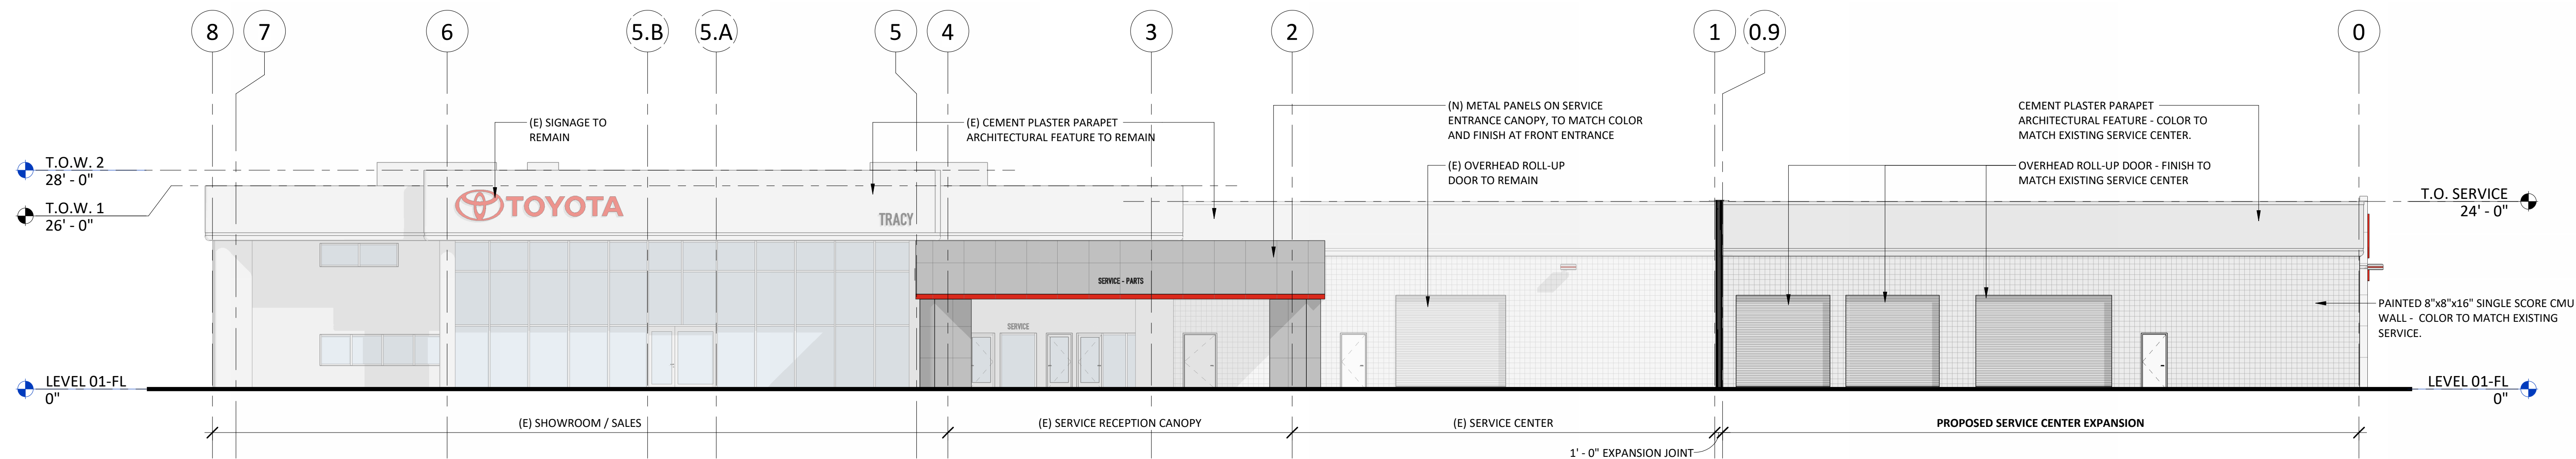 8
7
6
5.B
5.A
5
4
3
2
1
0.9
0
(E) SIGNAGE TO
REMAIN
(E) CEMENT PLASTER PARAPET
ARCHITECTURAL FEATURE TO REMAIN
(N) METAL PANELS ON SERVICE
ENTRANCE CANOPY, TO MATCH COLOR
AND FINISH AT FRONT ENTRANCE
(E) OVERHEAD ROLL-UP
DOOR TO REMAIN
CEMENT PLASTER PARAPET
ARCHITECTURAL FEATURE - COLOR TO
MATCH EXISTING SERVICE CENTER.
OVERHEAD ROLL-UP DOOR - FINISH TO
MATCH EXISTING SERVICE CENTER
T.O.W. 2
28' - 0"
T.O.W. 1
26' - 0"
T.O. SERVICE
24' - 0"
TOYOTA
TRACY
SERVICE - PARTS
SERVICE
PAINTED 8"x8"x16" SINGLE SCORE CMU
WALL - COLOR TO MATCH EXISTING
SERVICE.
LEVEL 01-FL
0"
LEVEL 01-FL
0"
(E) SHOWROOM / SALES
(E) SERVICE RECEPTION CANOPY
(E) SERVICE CENTER
PROPOSED SERVICE CENTER EXPANSION
1' - 0" EXPANSION JOINT